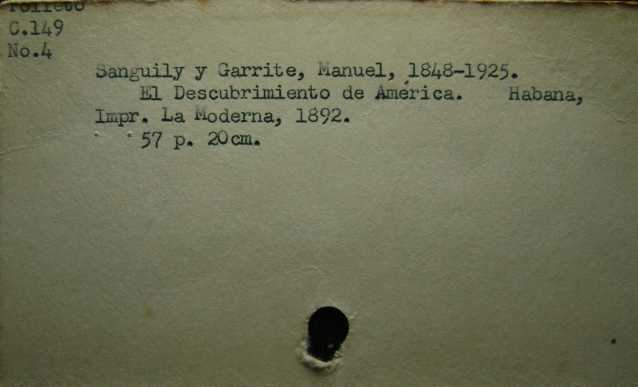 Folleto
C.149
No.4
Sanguily y Garrite, Manuel, 1848-1925.
El Descubrimiento de América. Habana,
Impr. La Moderna, 1892.
57 p. 20cm.